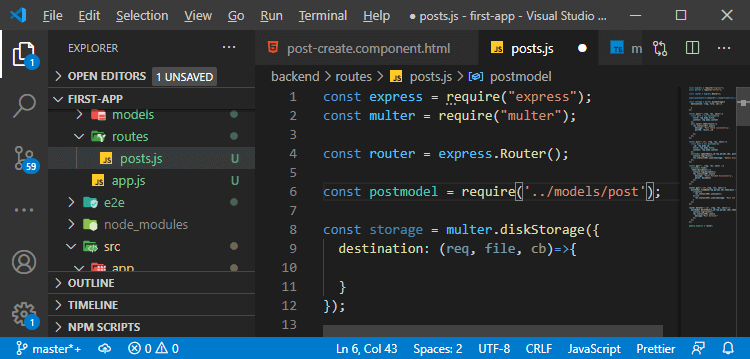 File Edit Selection View Go Run Terminal Help ● posts.js - first-app - Visual Studio ...
1
59
1
EXPLORER ...
OPEN EDITORS 1 UNSAVED
FIRST-APP
models
routes
JS posts.js U
JS app.js U
e2e
node_modules
src
app
OUTLINE
TIMELINE
NPM SCRIPTS
post-create.component.html JS posts.js ● m ...
backend > routes > JS posts.js > postmodel
1 const express = require("express");
2 const multer = require("multer");
3
4 const router = express.Router();
5
6 const postmodel = require('../models/post');
7
8 const storage = multer.diskStorage({
9 destination: (req, file, cb)=>{
10
11 }
12 });
13
master*+ 0 0 Ln 6, Col 43 Spaces: 2 UTF-8 CRLF JavaScript Prettier